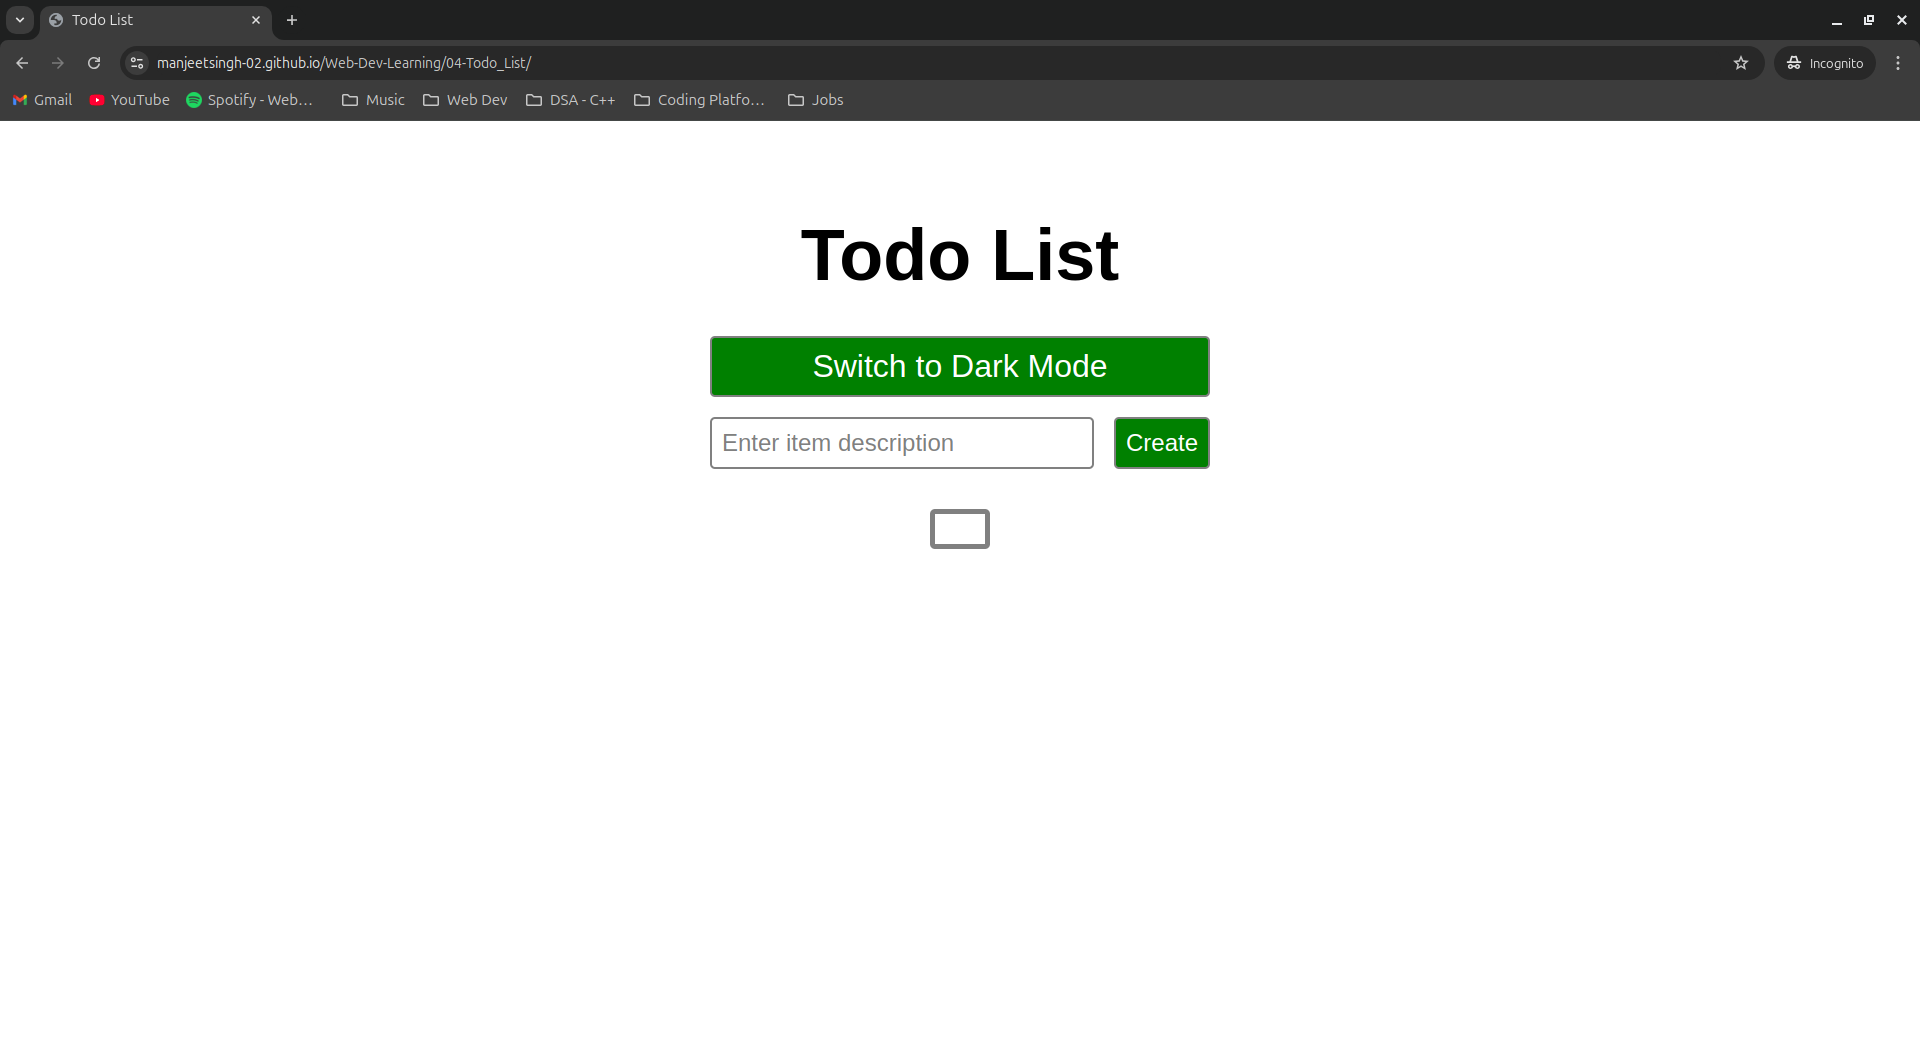 Todo List
manjeetsingh-02.github.io/Web-Dev-Learning/04-Todo_List/
Incognito
Gmail YouTube Spotify - Web… Music Web Dev DSA - C++ Coding Platfo… Jobs
Todo List
Switch to Dark Mode
Enter item description Create